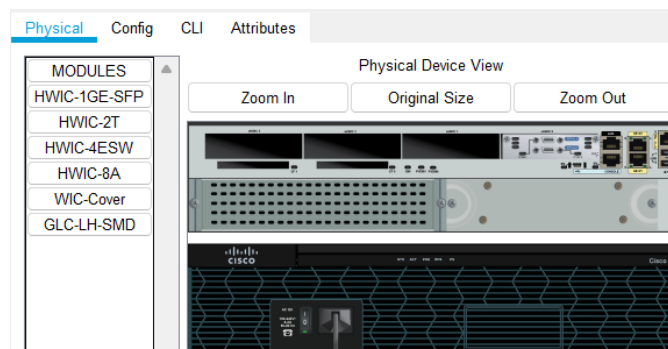 Physical Config CLI Attributes
MODULES
HWIC-1GE-SFP
HWIC-2T
HWIC-4ESW
HWIC-8A
WIC-Cover
GLC-LH-SMD
Physical Device View
Zoom In Original Size Zoom Out
CISCO
Cisco